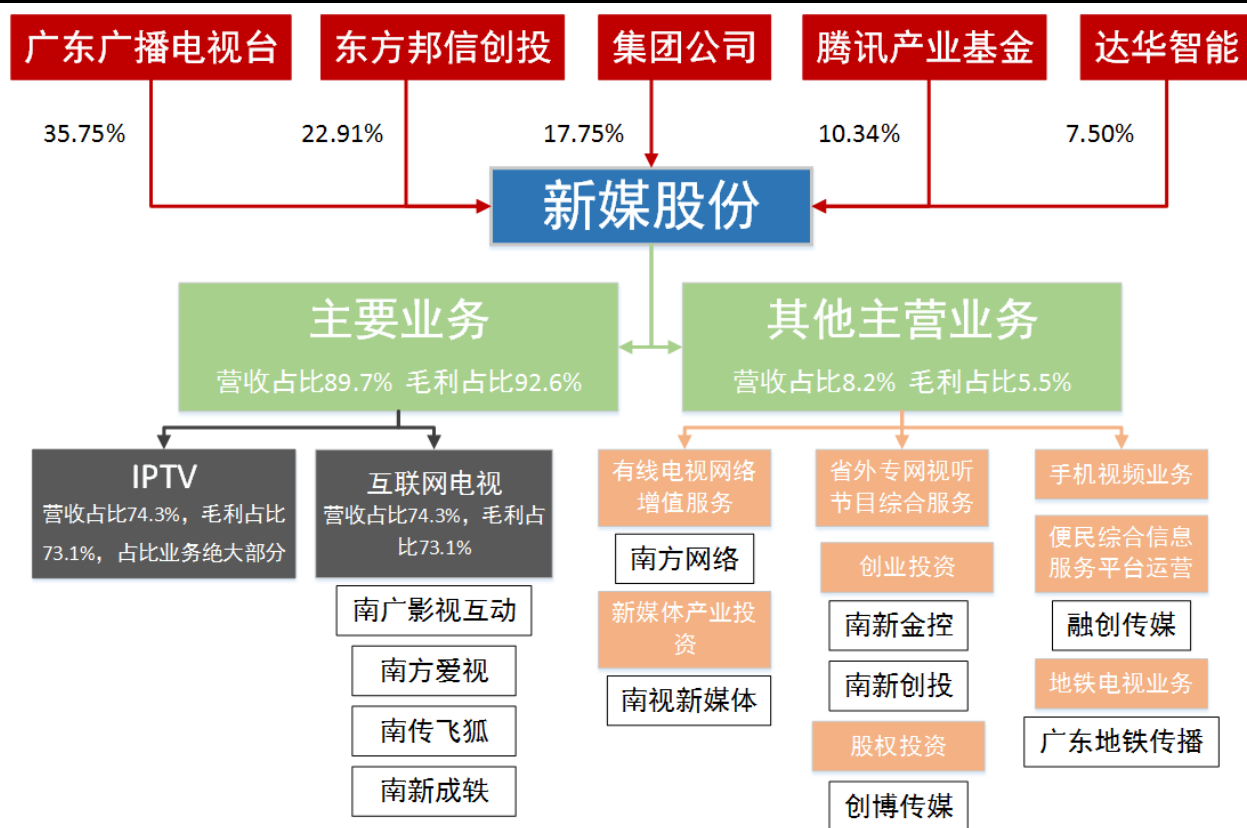 广东广播电视台
东方邦信创投
集团公司
腾讯产业基金
达华智能
35.75%
22.91%
17.75%
10.34%
7.50%
新媒股份
主要业务
营收占比89.7% 毛利占比92.6%
其他主营业务
营收占比8.2% 毛利占比5.5%
IPTV
营收占比74.3%，毛利占比
73.1%，占比业务绝大部分
互联网电视
营收占比74.3%，毛利占
比73.1%
南广影视互动
南方爱视
南传飞狐
南新成轶
有线电视网络
增值服务
南方网络
新媒体产业投
资
南视新媒体
省外专网视听
节目综合服务
创业投资
南新金控
南新创投
股权投资
创博传媒
手机视频业务
便民综合信息
服务平台运营
融创传媒
地铁电视业务
广东地铁传播